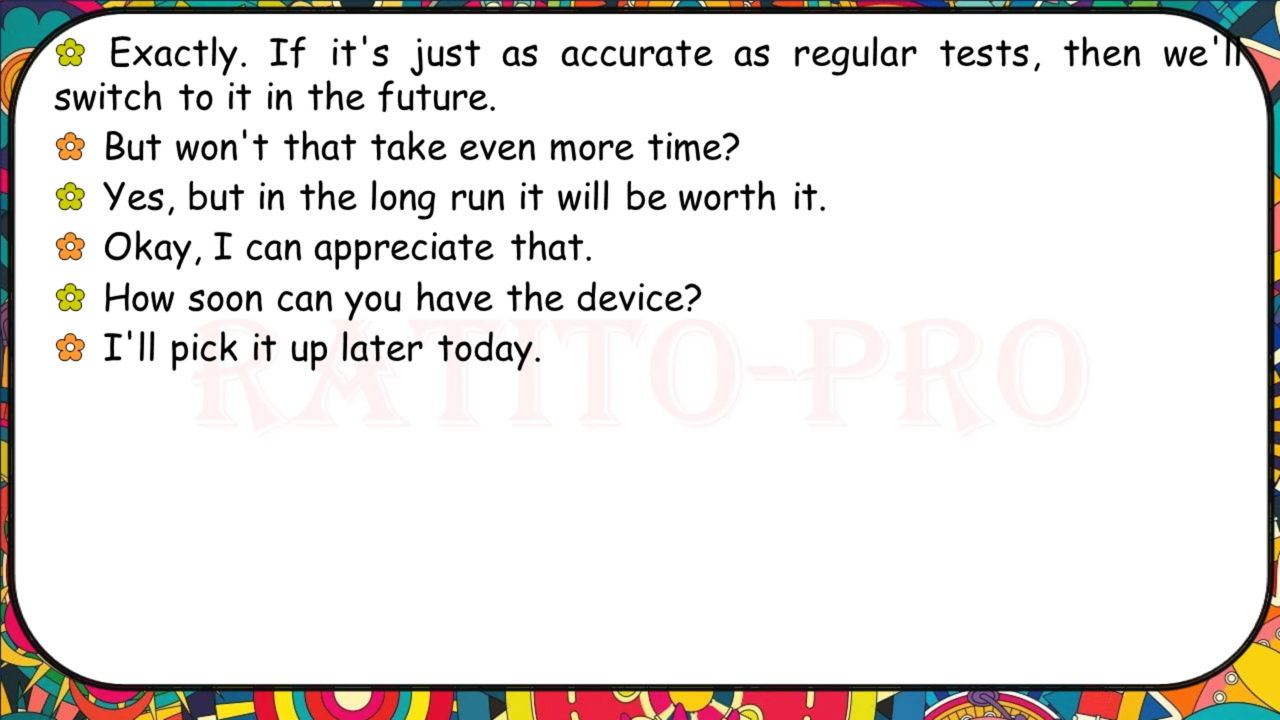 Exactly. If it's just as accurate as regular tests, then we'll
switch to it in the future.
But won't that take even more time?
Yes, but in the long run it will be worth it.
Okay, I can appreciate that.
How soon can you have the device?
I'll pick it up later today.
RATITO-PRO